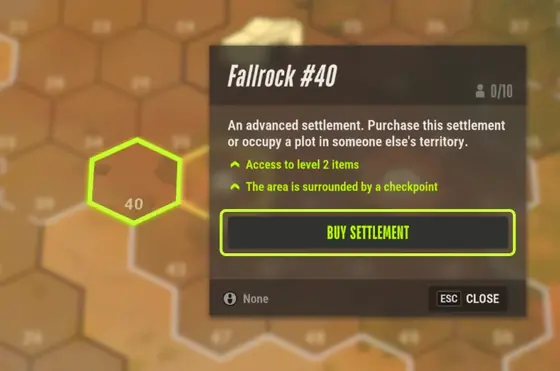 Fallrock #40
0/10
An advanced settlement. Purchase this settlement
or occupy a plot in someone else's territory.
Access to level 2 items
The area is surrounded by a checkpoint
40
BUY SETTLEMENT
None
ESC CLOSE